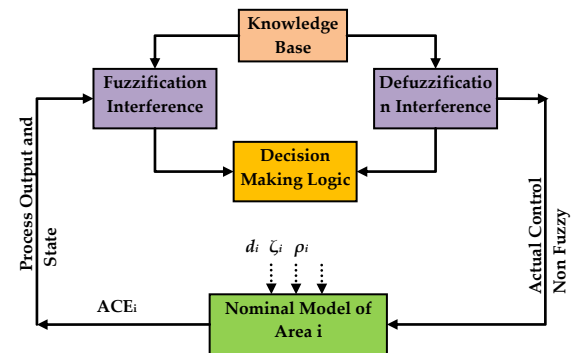 Knowledge
Base
Fuzzification
Interference
Defuzzificatio
n Interference
Decision
Making Logic
Process Output and
State
Actual Control
Non Fuzzy
dᵢ ζᵢ ρᵢ
ACEᵢ
Nominal Model of
Area i